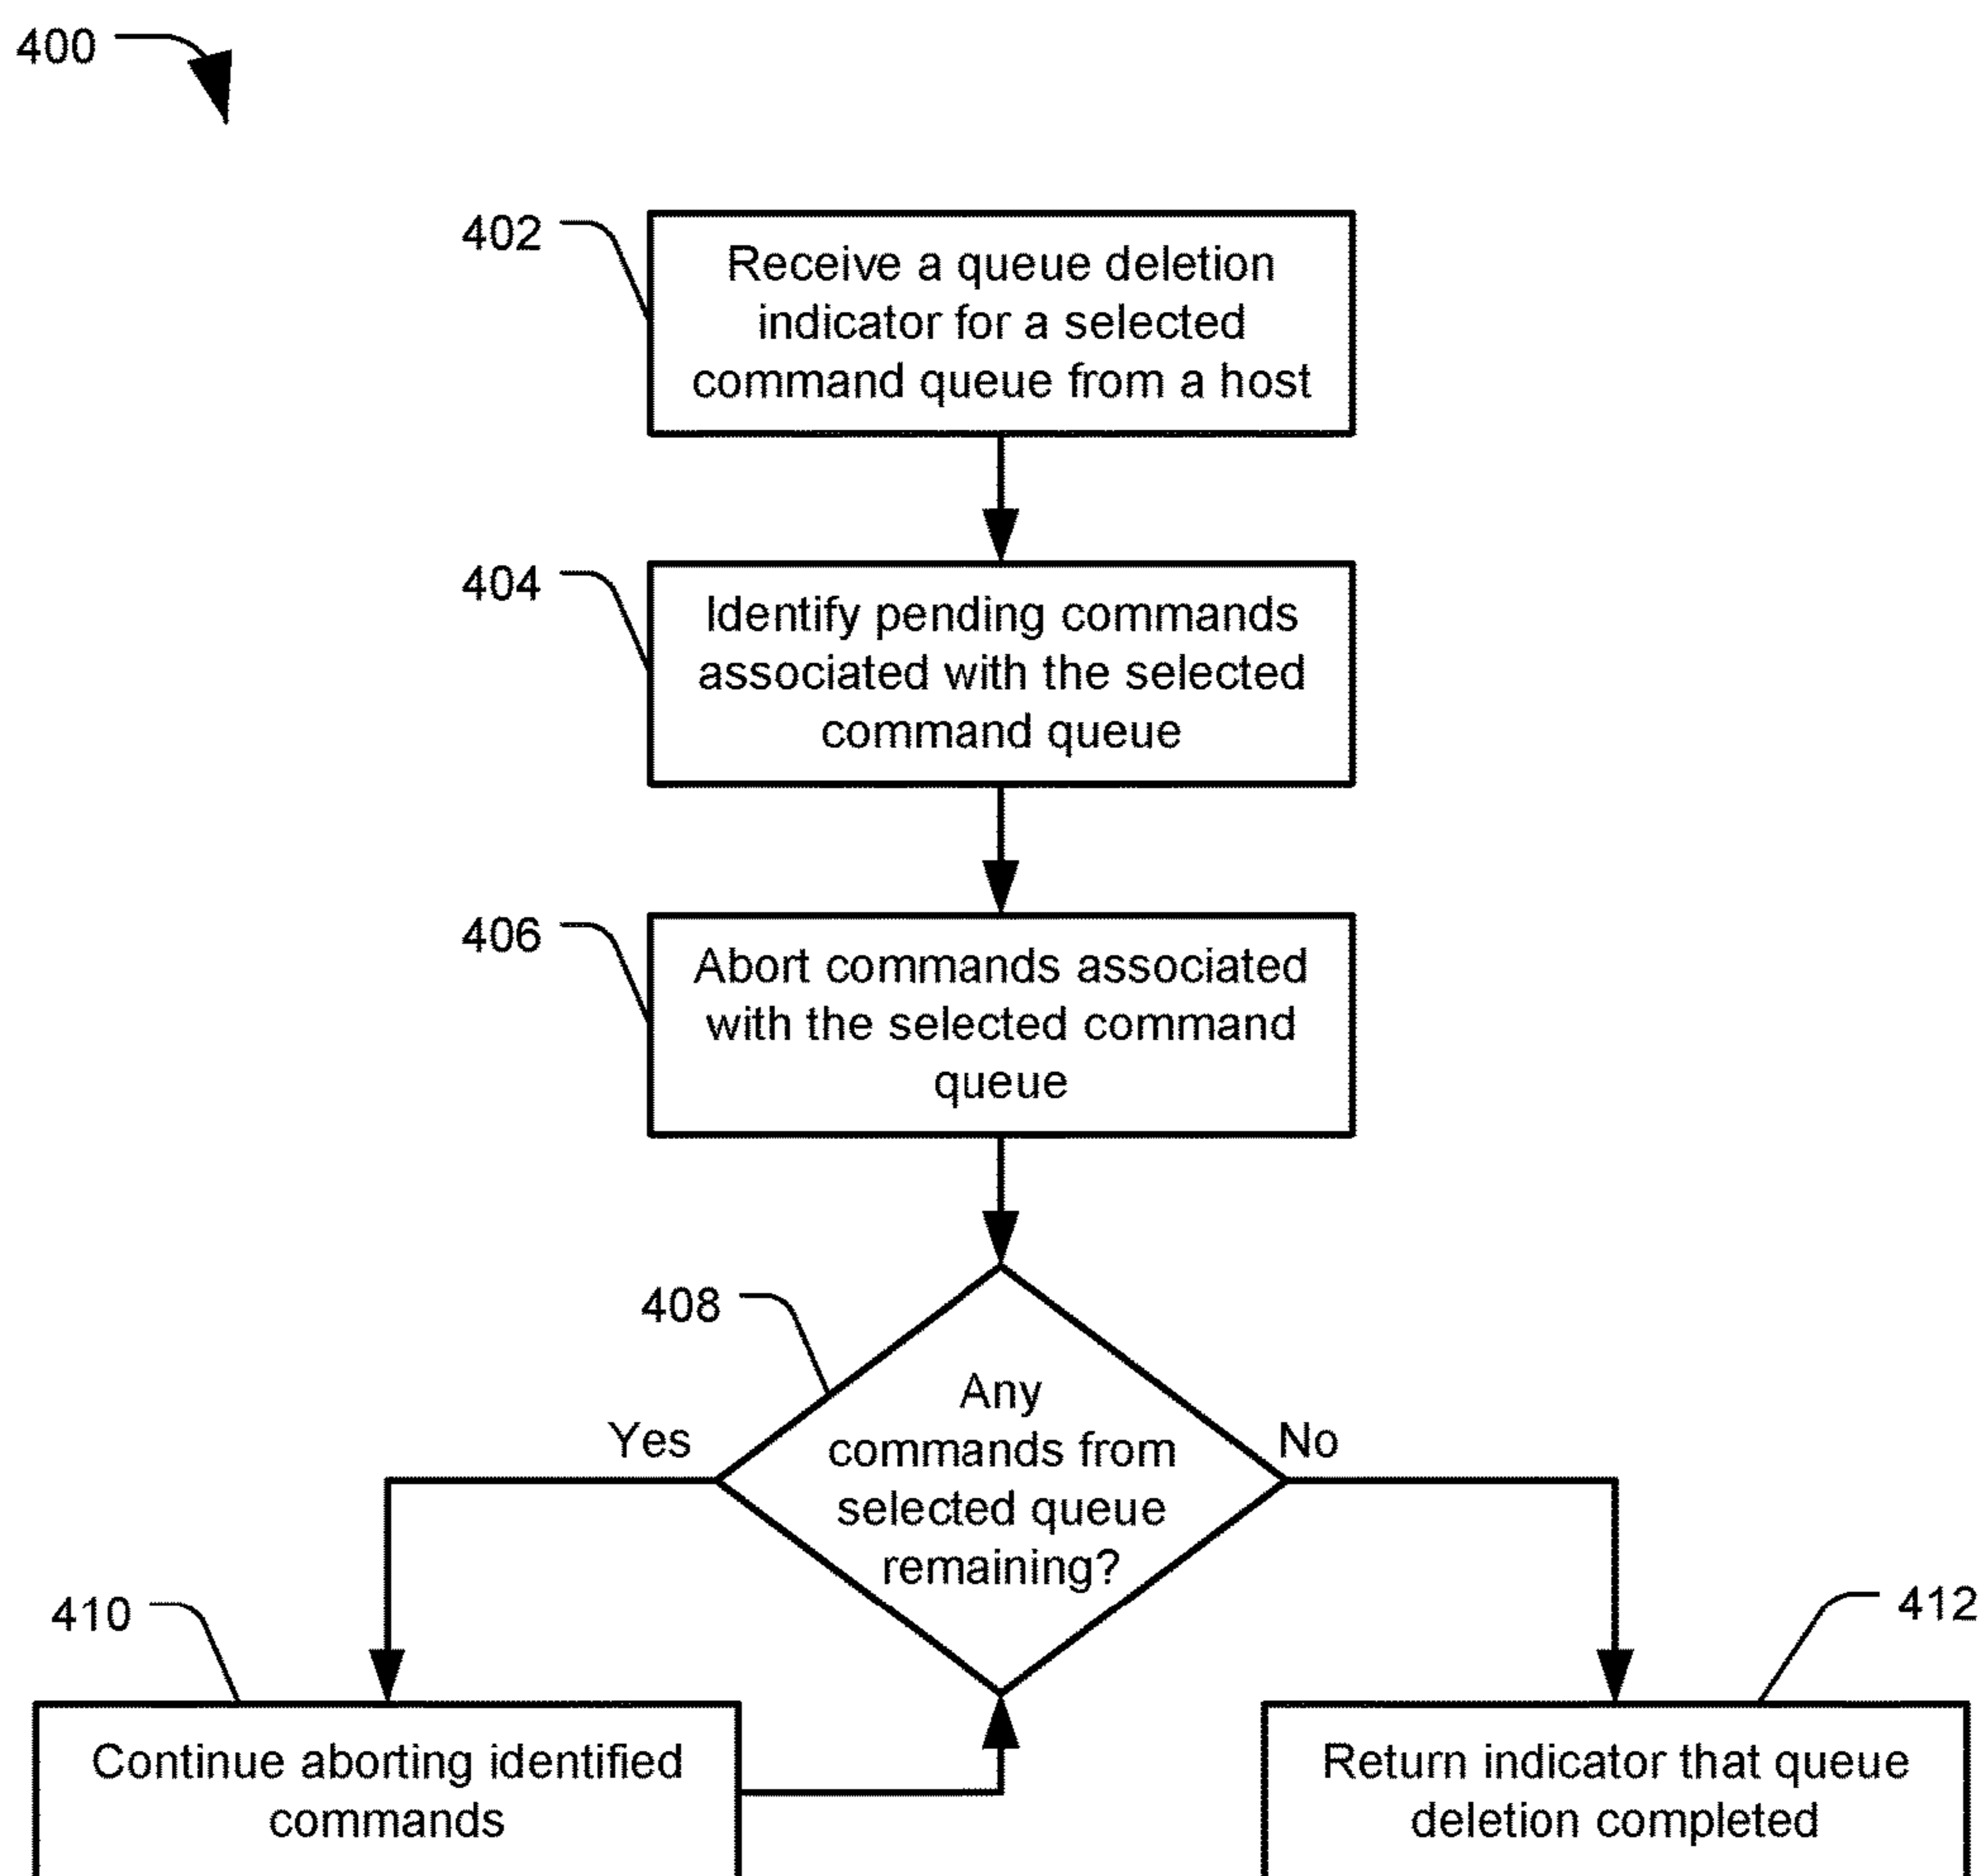 400
402
Receive a queue deletion
indicator for a selected
command queue from a host
404
Identify pending commands
associated with the selected
command queue
406
Abort commands associated
with the selected command
queue
408
Any
commands from
selected queue
remaining?
Yes
No
410
412
Continue aborting identified
commands
Return indicator that queue
deletion completed